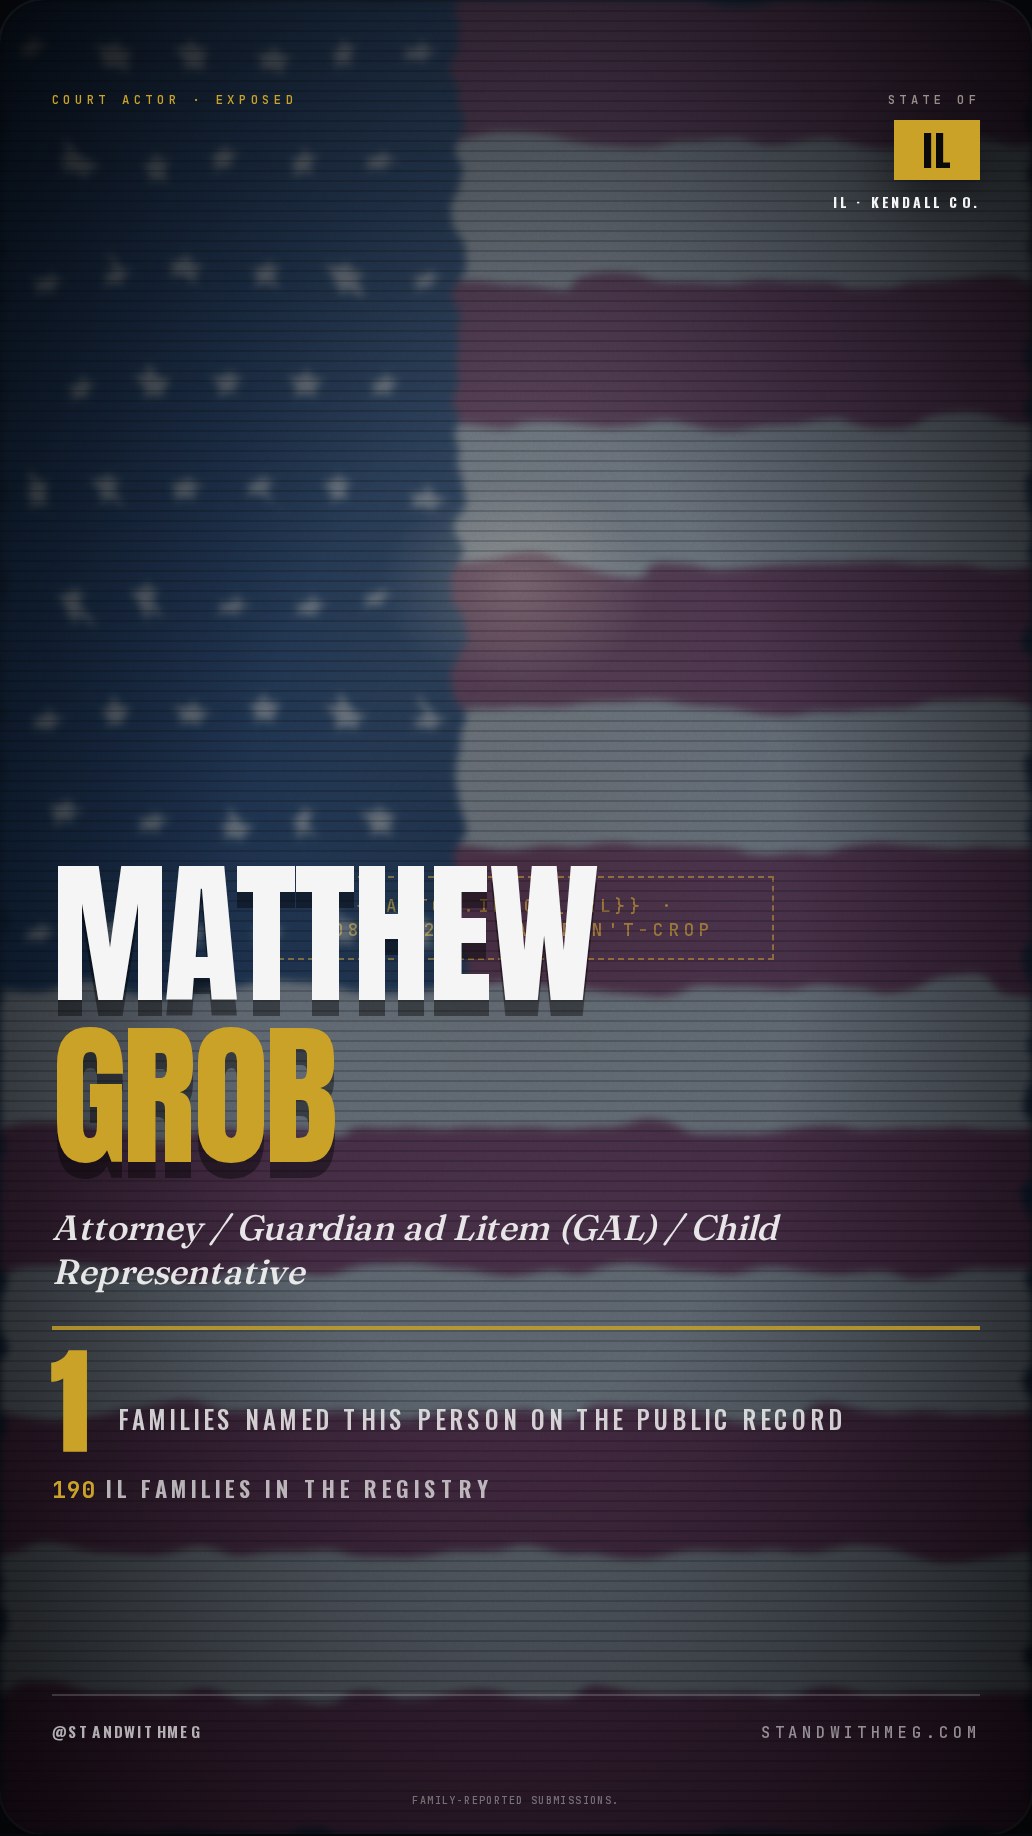 COURT ACTOR · EXPOSED
STATE OF
IL
IL · KENDALL CO.
MATTHEW
GROB
Attorney / Guardian ad Litem (GAL) / Child
Representative
1 FAMILIES NAMED THIS PERSON ON THE PUBLIC RECORD
190 IL FAMILIES IN THE REGISTRY
@STANDWITHMEG
STANDWITHMEG.COM
FAMILY-REPORTED SUBMISSIONS.